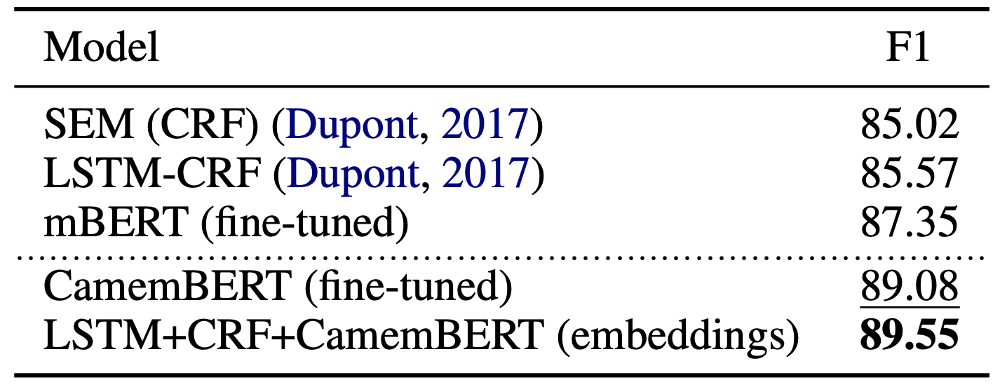 Model F1
SEM (CRF) (Dupont, 2017) 85.02
LSTM-CRF (Dupont, 2017) 85.57
mBERT (fine-tuned) 87.35
CamemBERT (fine-tuned) 89.08
LSTM+CRF+CamemBERT (embeddings) 89.55